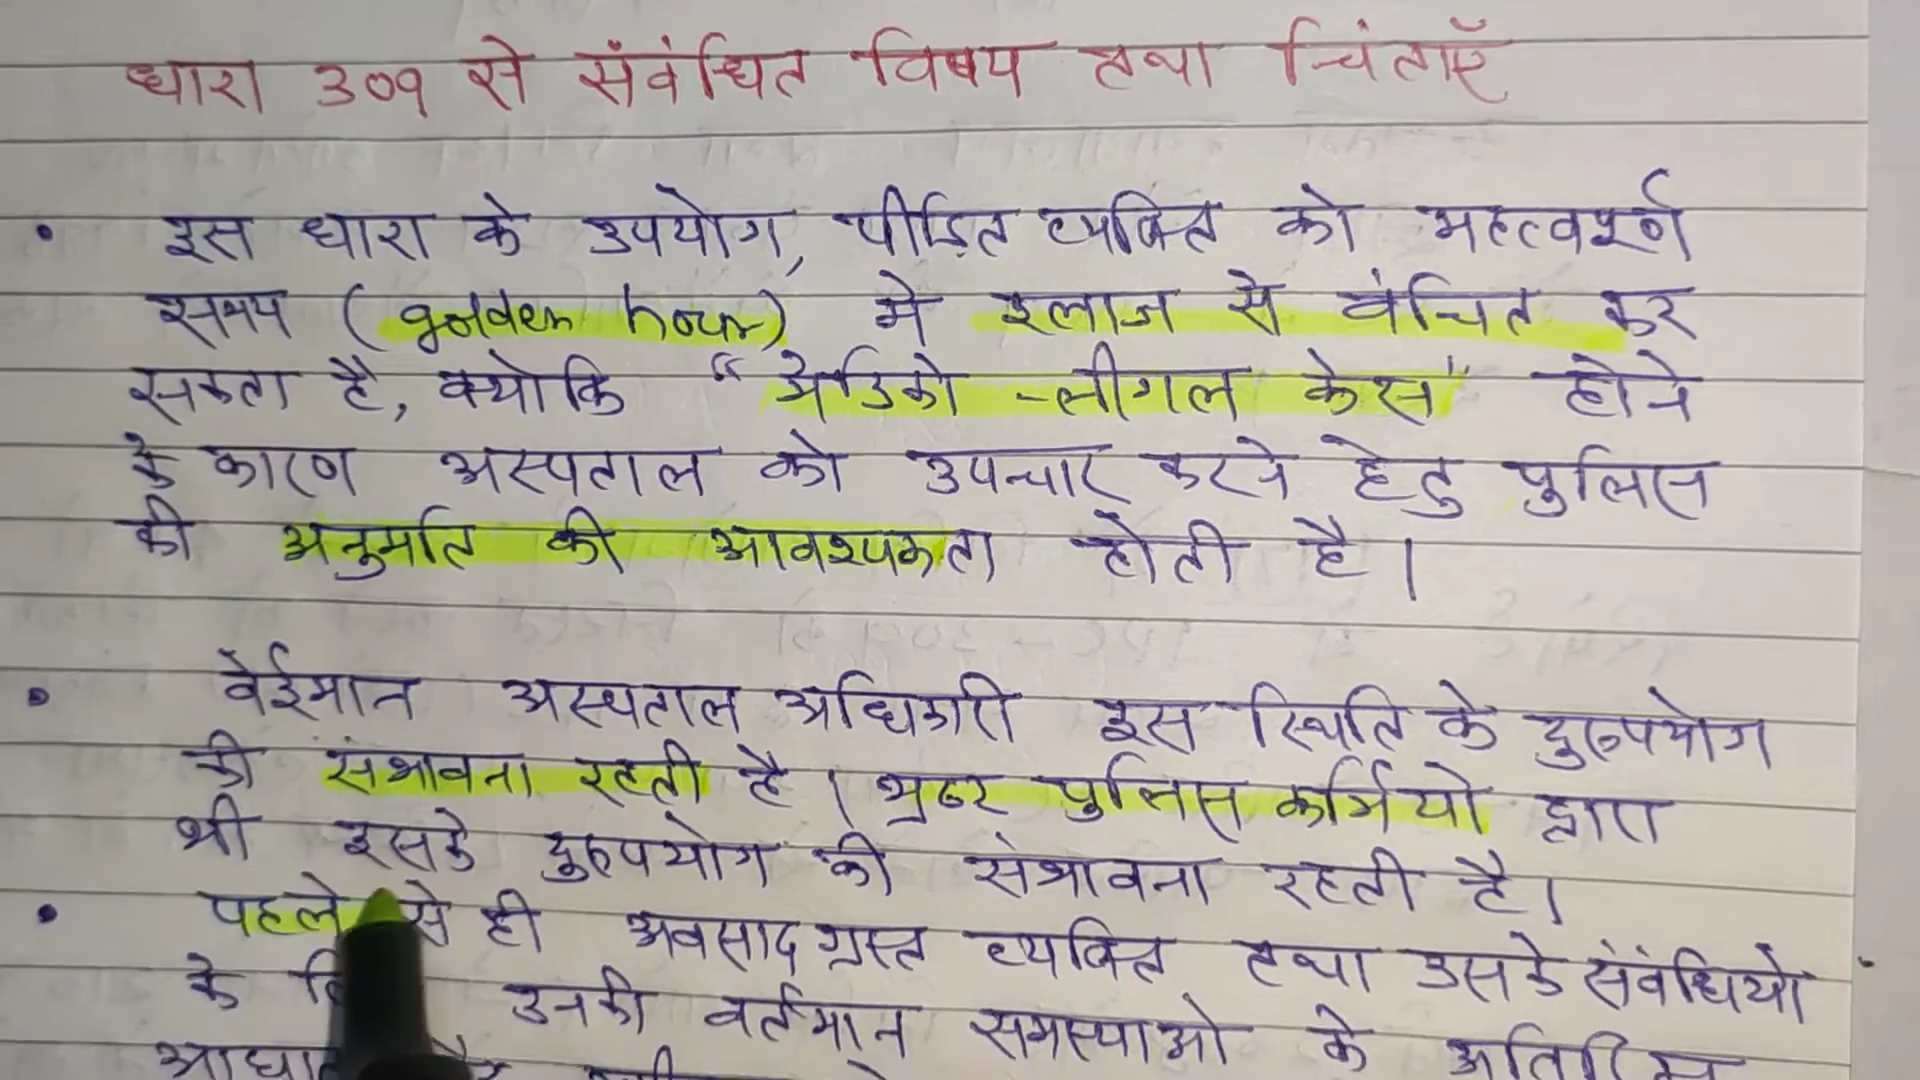 धारा 309 से संबंधित विषय तथा चिंताएँ
इस धारा के उपयोग, पीड़ित व्यक्ति को महत्वपूर्ण
समय (golden hour) मे इलाज से वंचित कर
सकता है, क्योकि "मेडिको -लीगल केस" होने
के कारण अस्पताल को उपचार करने हेतु पुलिस
की अनुमति की आवश्यकता होती है।
वेईमान अस्पताल अधिकारी इस स्थिति के दुरुपयोग
की संभावना रहती है। भ्रष्ट पुलिस कर्मियो द्वारा
भी इसके दुरुपयोग की संभावना रहती है।
पहले से ही अवसादग्रस्त व्यक्ति तथा उसके संबंधियो
के उनकी वर्तमान समस्याओ के